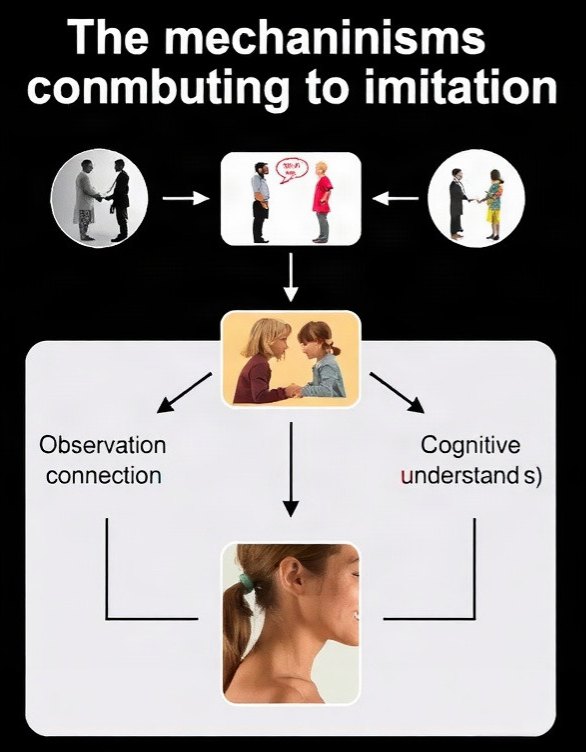 The mechaninisms
conmbuting to imitation
Observation
connection
Cognitive
understand s)